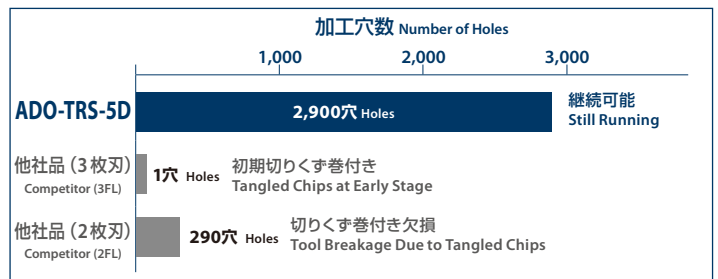 加工穴数 Number of Holes
1,000 2,000 3,000
ADO-TRS-5D 2,900穴 Holes 継続可能
Still Running
他社品(3枚刃) 1穴 Holes 初期切りくず巻付き
Competitor (3FL) Tangled Chips at Early Stage
他社品(2枚刃) 290穴 Holes 切りくず巻付き欠損
Competitor (2FL) Tool Breakage Due to Tangled Chips